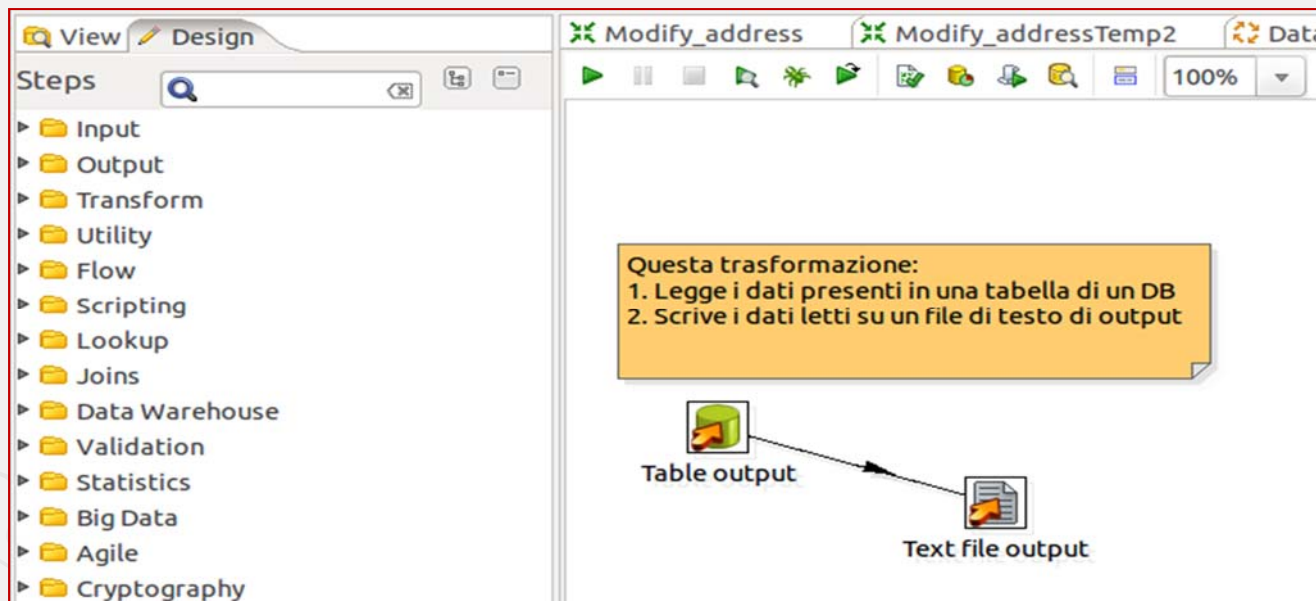 View
Design
Steps
Input
Output
Transform
Utility
Flow
Scripting
Lookup
Joins
Data Warehouse
Validation
Statistics
Big Data
Agile
Cryptography
Modify_address
Modify_addressTemp2
Data
100%
Questa trasformazione:
1. Legge i dati presenti in una tabella di un DB
2. Scrive i dati letti su un file di testo di output
Table output
Text file output